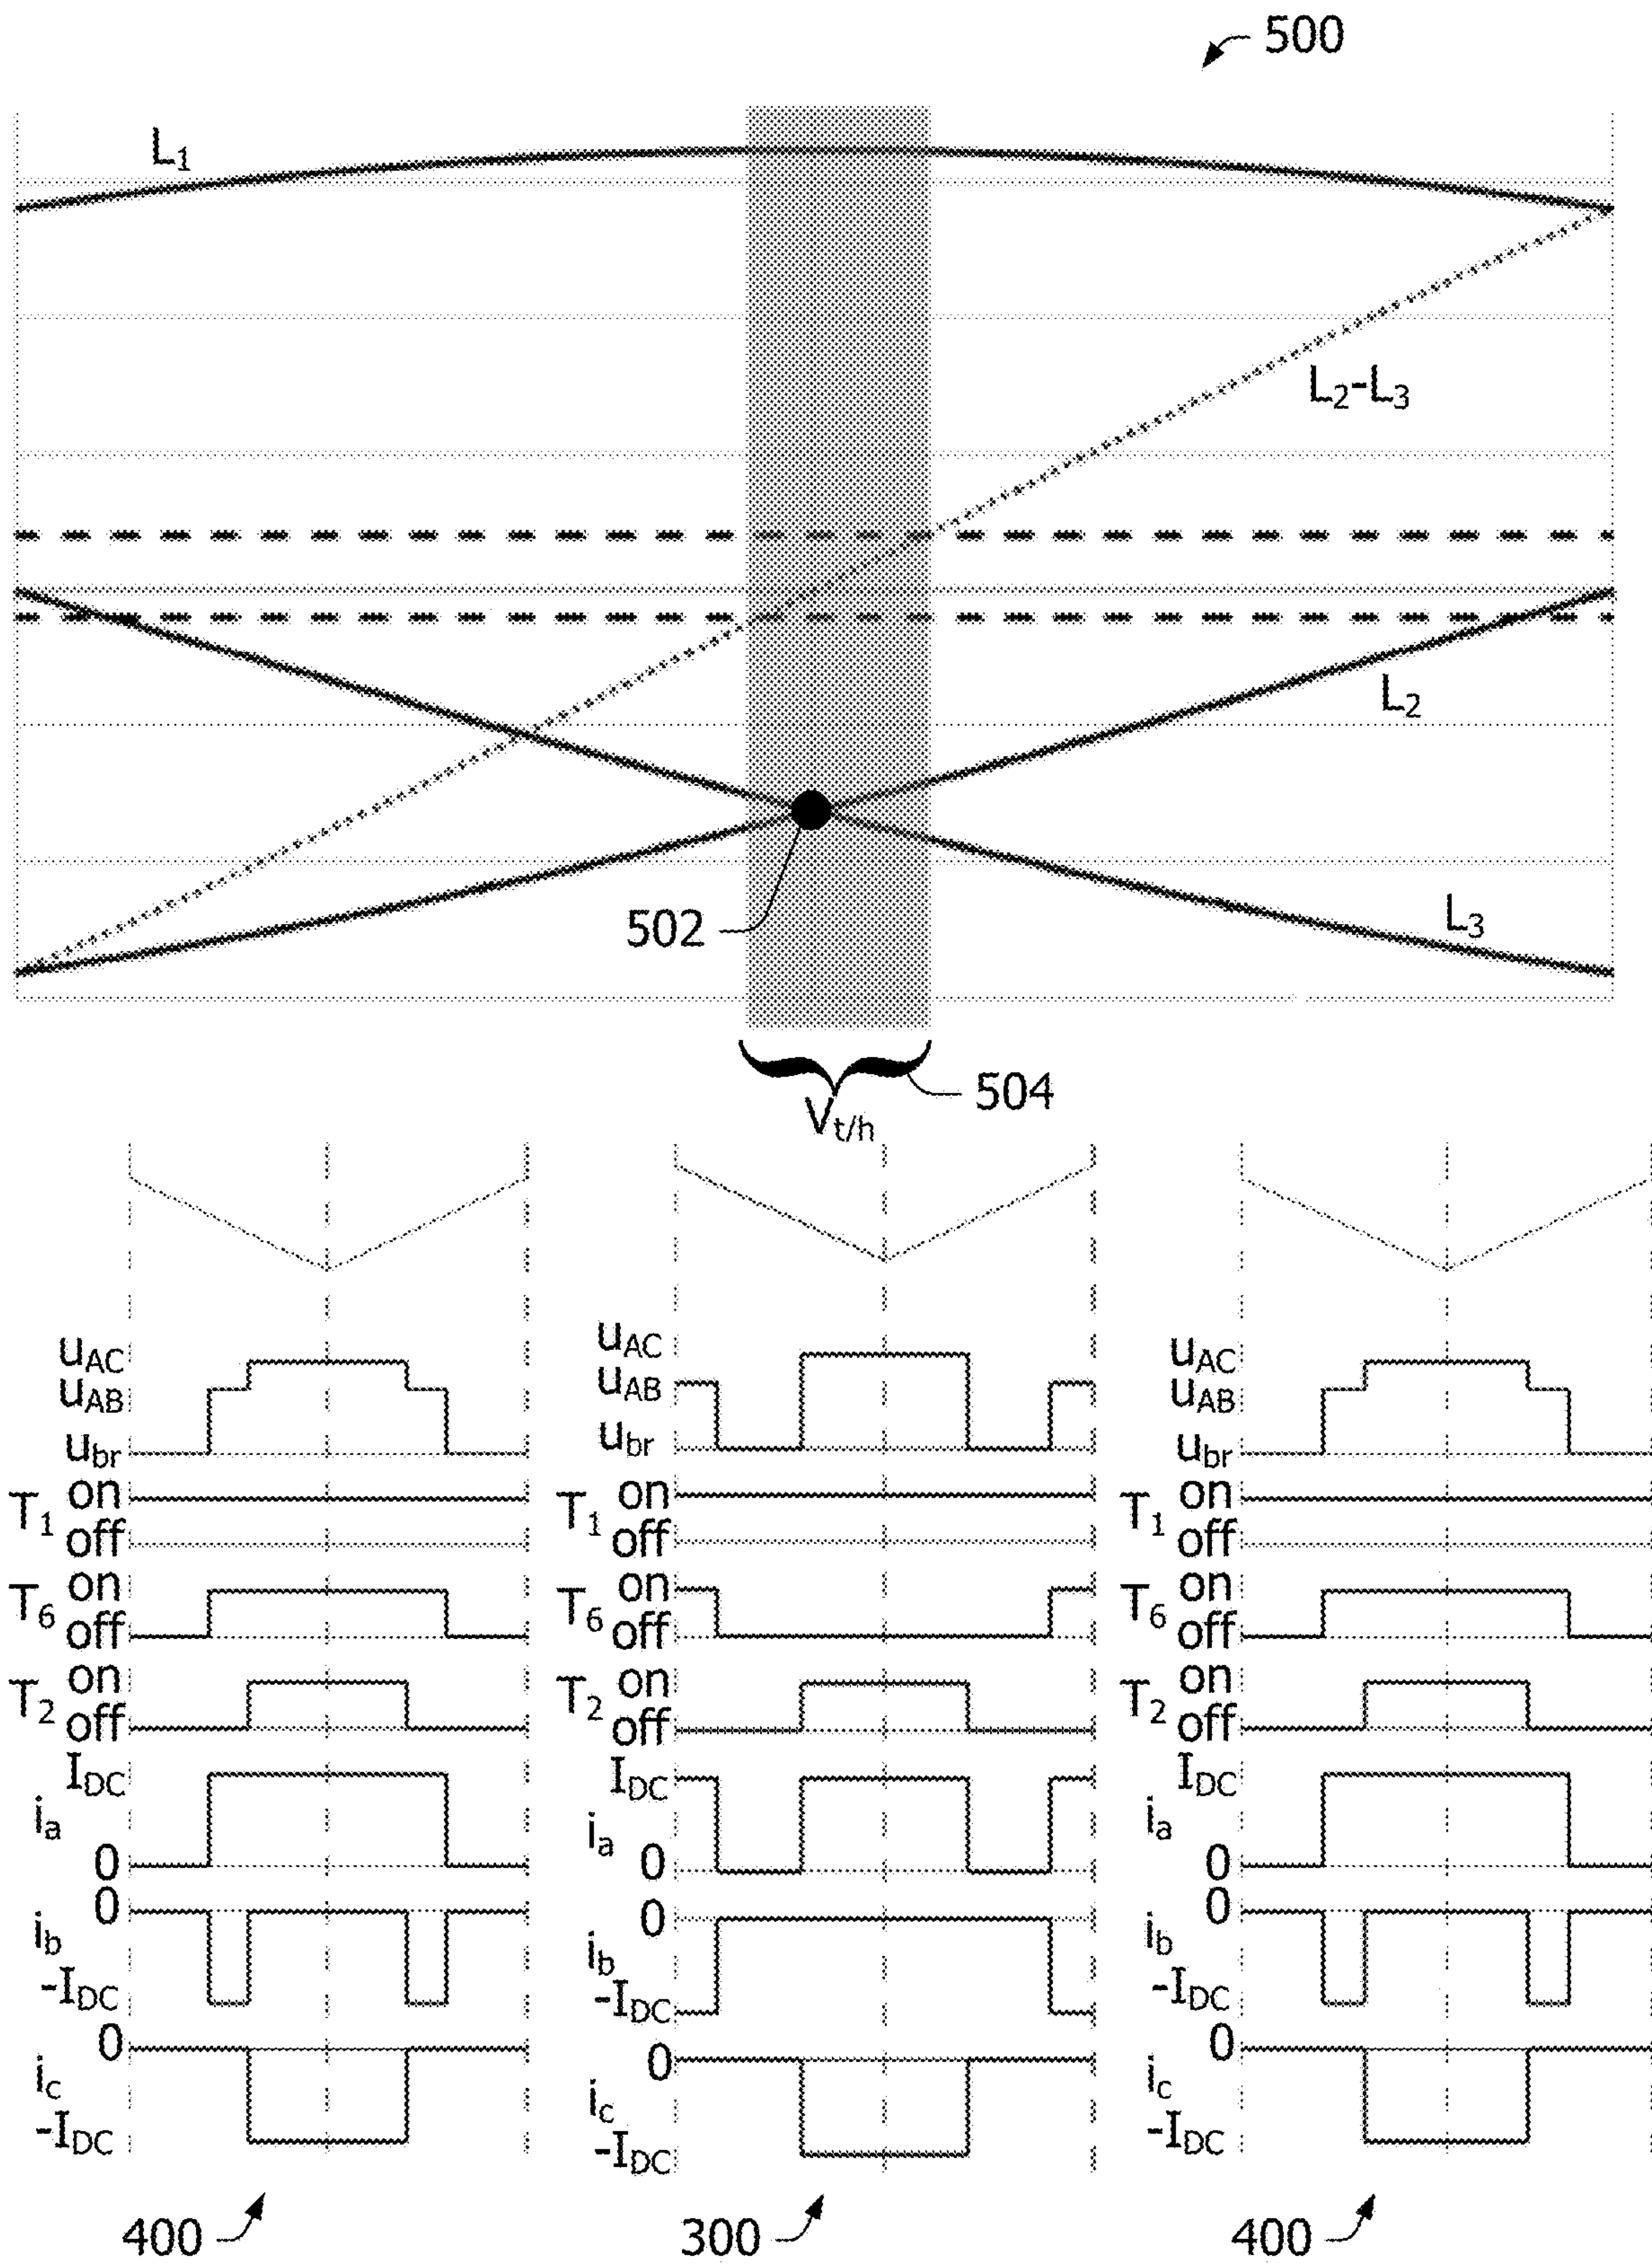 500
L1
L2-L3
L2
L3
502
504
Vt/h
uAC
uAB
ubr
T1 on
off
T6 on
off
T2 on
off
IDC
ia
0
0
ib
-IDC
0
ic
-IDC
400
uAC
uAB
ubr
T1 on
off
T6 on
off
T2 on
off
IDC
ia
0
0
ib
-IDC
0
ic
-IDC
300
uAC
uAB
ubr
T1 on
off
T6 on
off
T2 on
off
IDC
ia
0
0
ib
-IDC
0
ic
-IDC
400